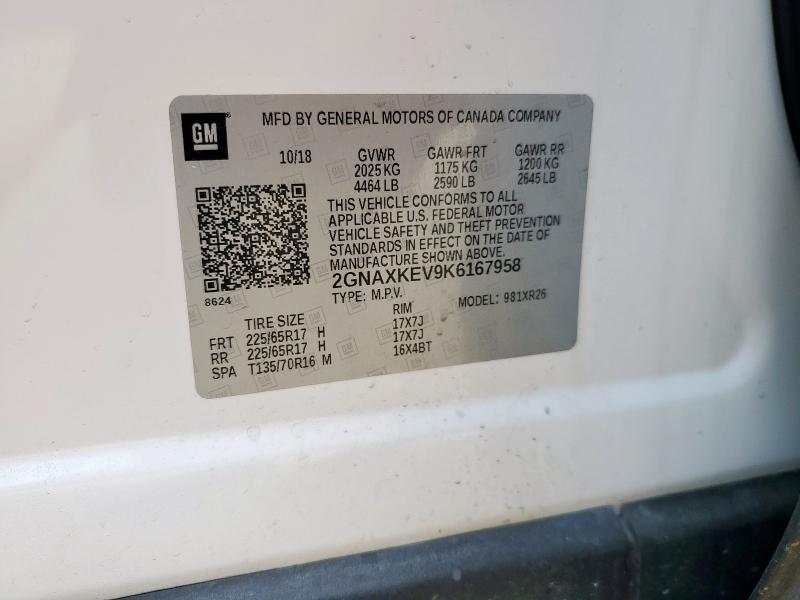 GM
MFD BY GENERAL MOTORS OF CANADA COMPANY
10/18 GVWR GAWR FRT GAWR RR
2025 KG 1175 KG 1200 KG
4464 LB 2590 LB 2645 LB
THIS VEHICLE CONFORMS TO ALL
APPLICABLE U.S. FEDERAL MOTOR
VEHICLE SAFETY AND THEFT PREVENTION
STANDARDS IN EFFECT ON THE DATE OF
MANUFACTURE SHOWN ABOVE.
2GNAXKEV9K6167958
8624 TYPE: M.P.V. MODEL: 981XR26
TIRE SIZE RIM
FRT 225/65R17 H 17X7J
RR 225/65R17 H 17X7J
SPA T135/70R16 M 16X4BT